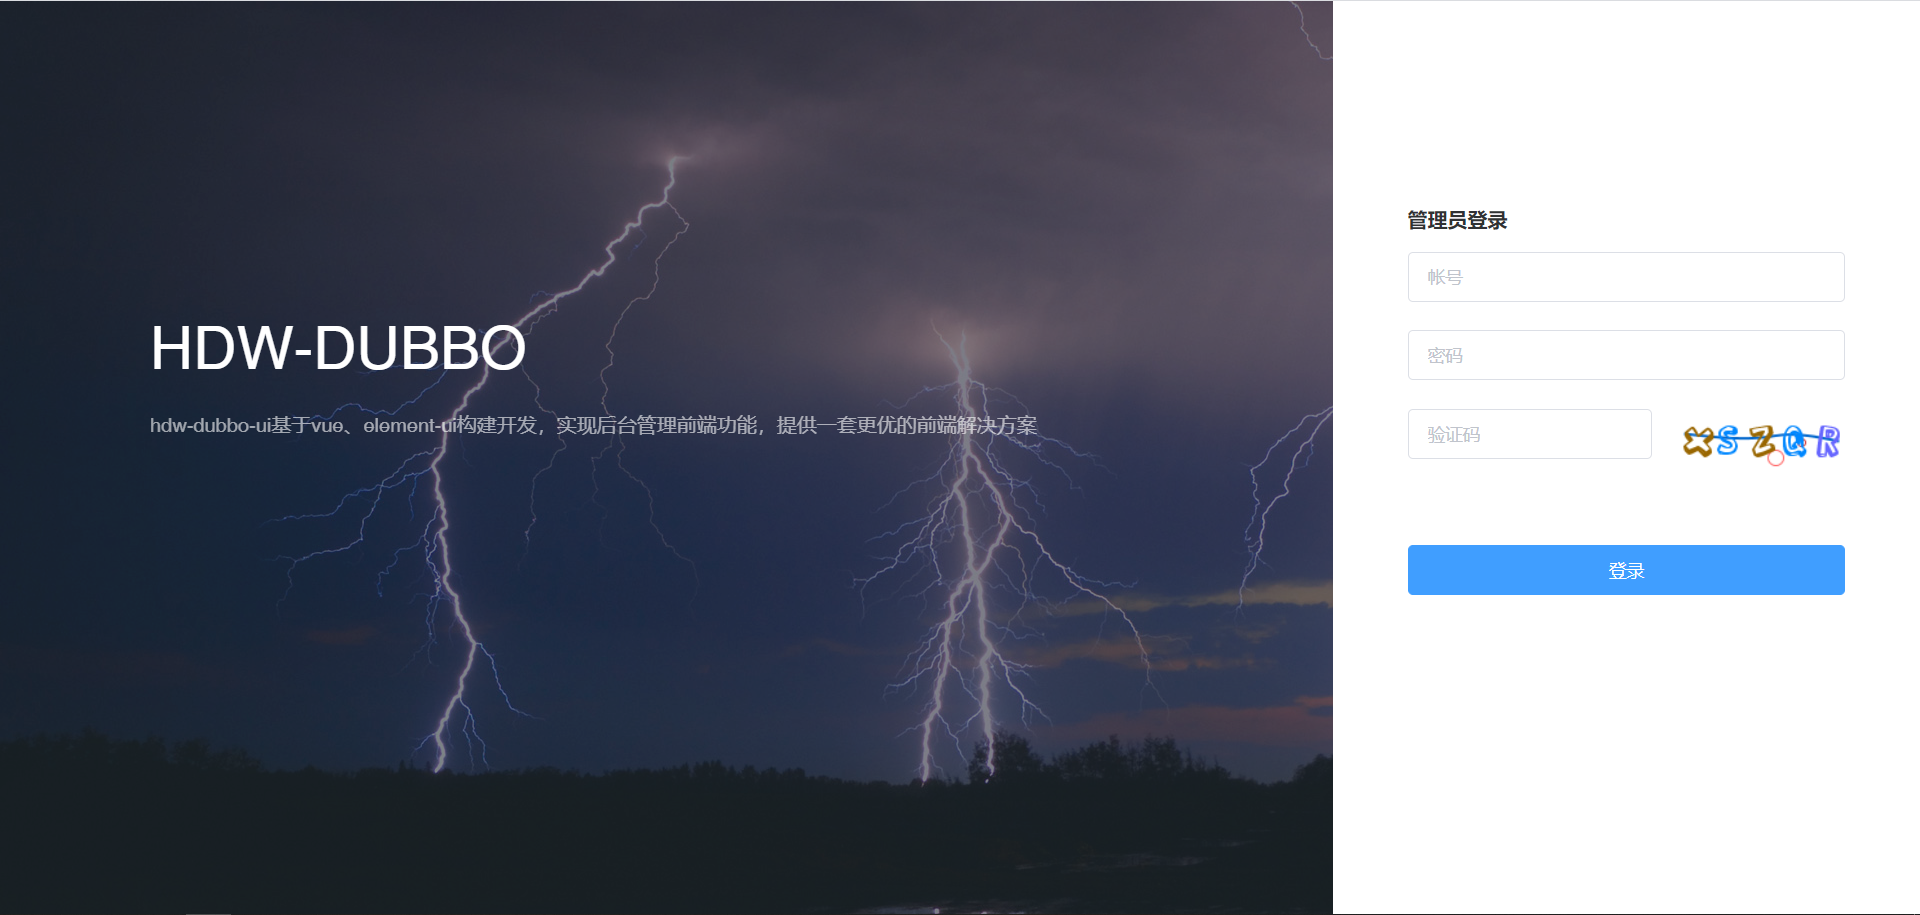 HDW-DUBBO
hdw-dubbo-ui基于vue、element-ui构建开发，实现后台管理前端功能，提供一套更优的前端解决方案
管理员登录
帐号
密码
验证码
XSZQR
登录